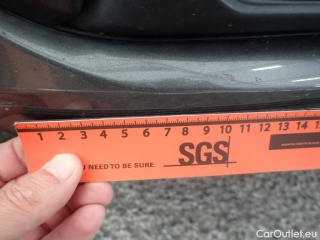 1 2 3 4 5 6 7 8 9 10 11 12 13 14 15
U NEED TO BE SURE SGS
CarOutlet.eu